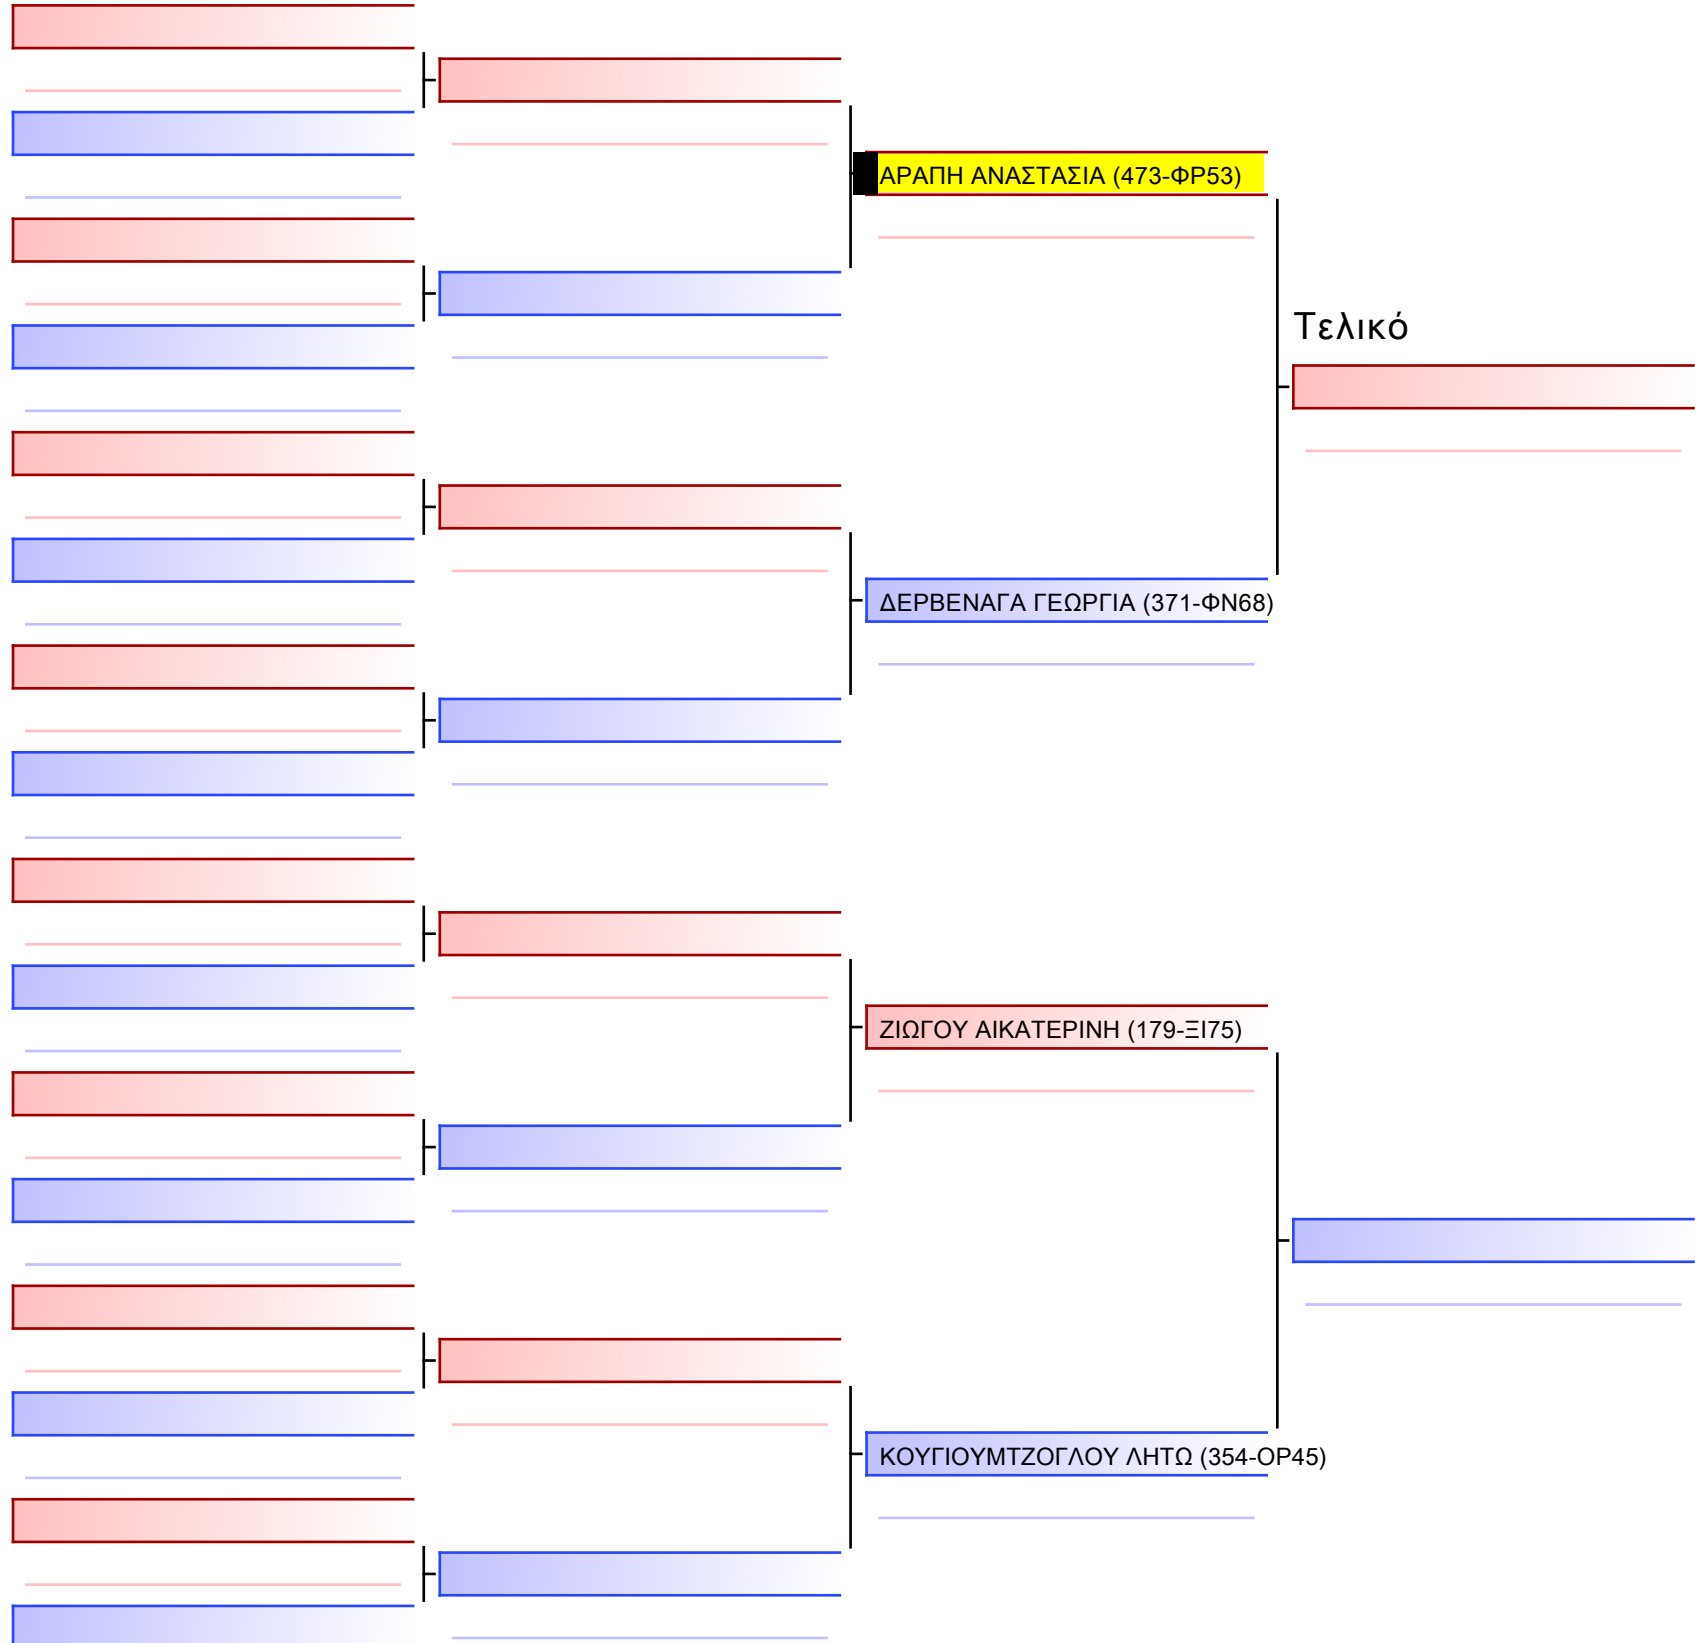 ΑΡΑΠΗ ΑΝΑΣΤΑΣΙΑ (473-ΦΡ53)
Τελικό
ΔΕΡΒΕΝΑΓΑ ΓΕΩΡΓΙΑ (371-ΦΝ68)
ΖΙΩΓΟΥ ΑΙΚΑΤΕΡΙΝΗ (179-ΞΙ75)
ΚΟΥΓΙΟΥΜΤΖΟΓΛΟΥ ΛΗΤΩ (354-ΟΡ45)